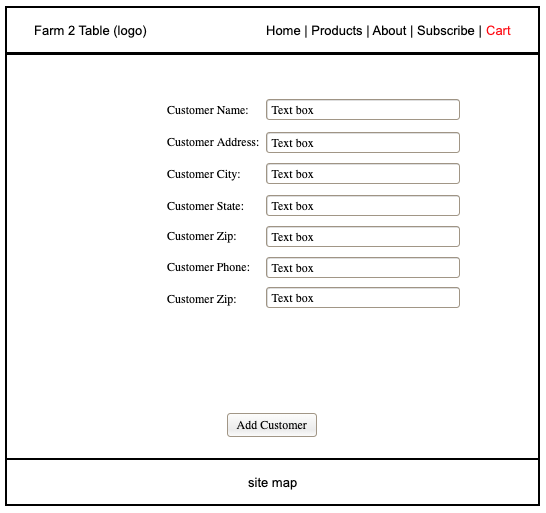 Farm 2 Table (logo) Home | Products | About | Subscribe | Cart
Customer Name: Text box
Customer Address: Text box
Customer City: Text box
Customer State: Text box
Customer Zip: Text box
Customer Phone: Text box
Customer Zip: Text box
Add Customer
site map